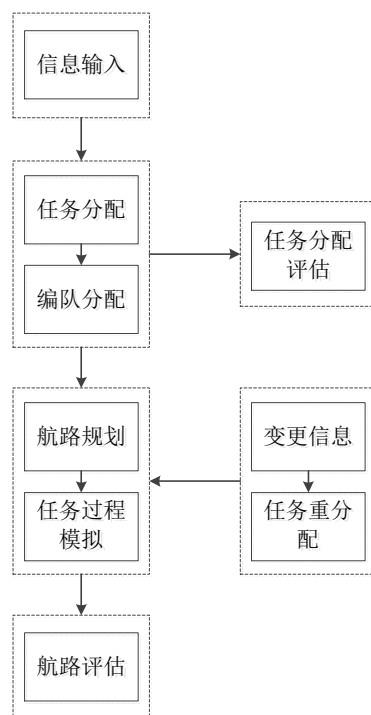 信息输入
任务分配
编队分配
任务分配
评估
航路规划
任务过程
模拟
变更信息
任务重分
配
航路评估